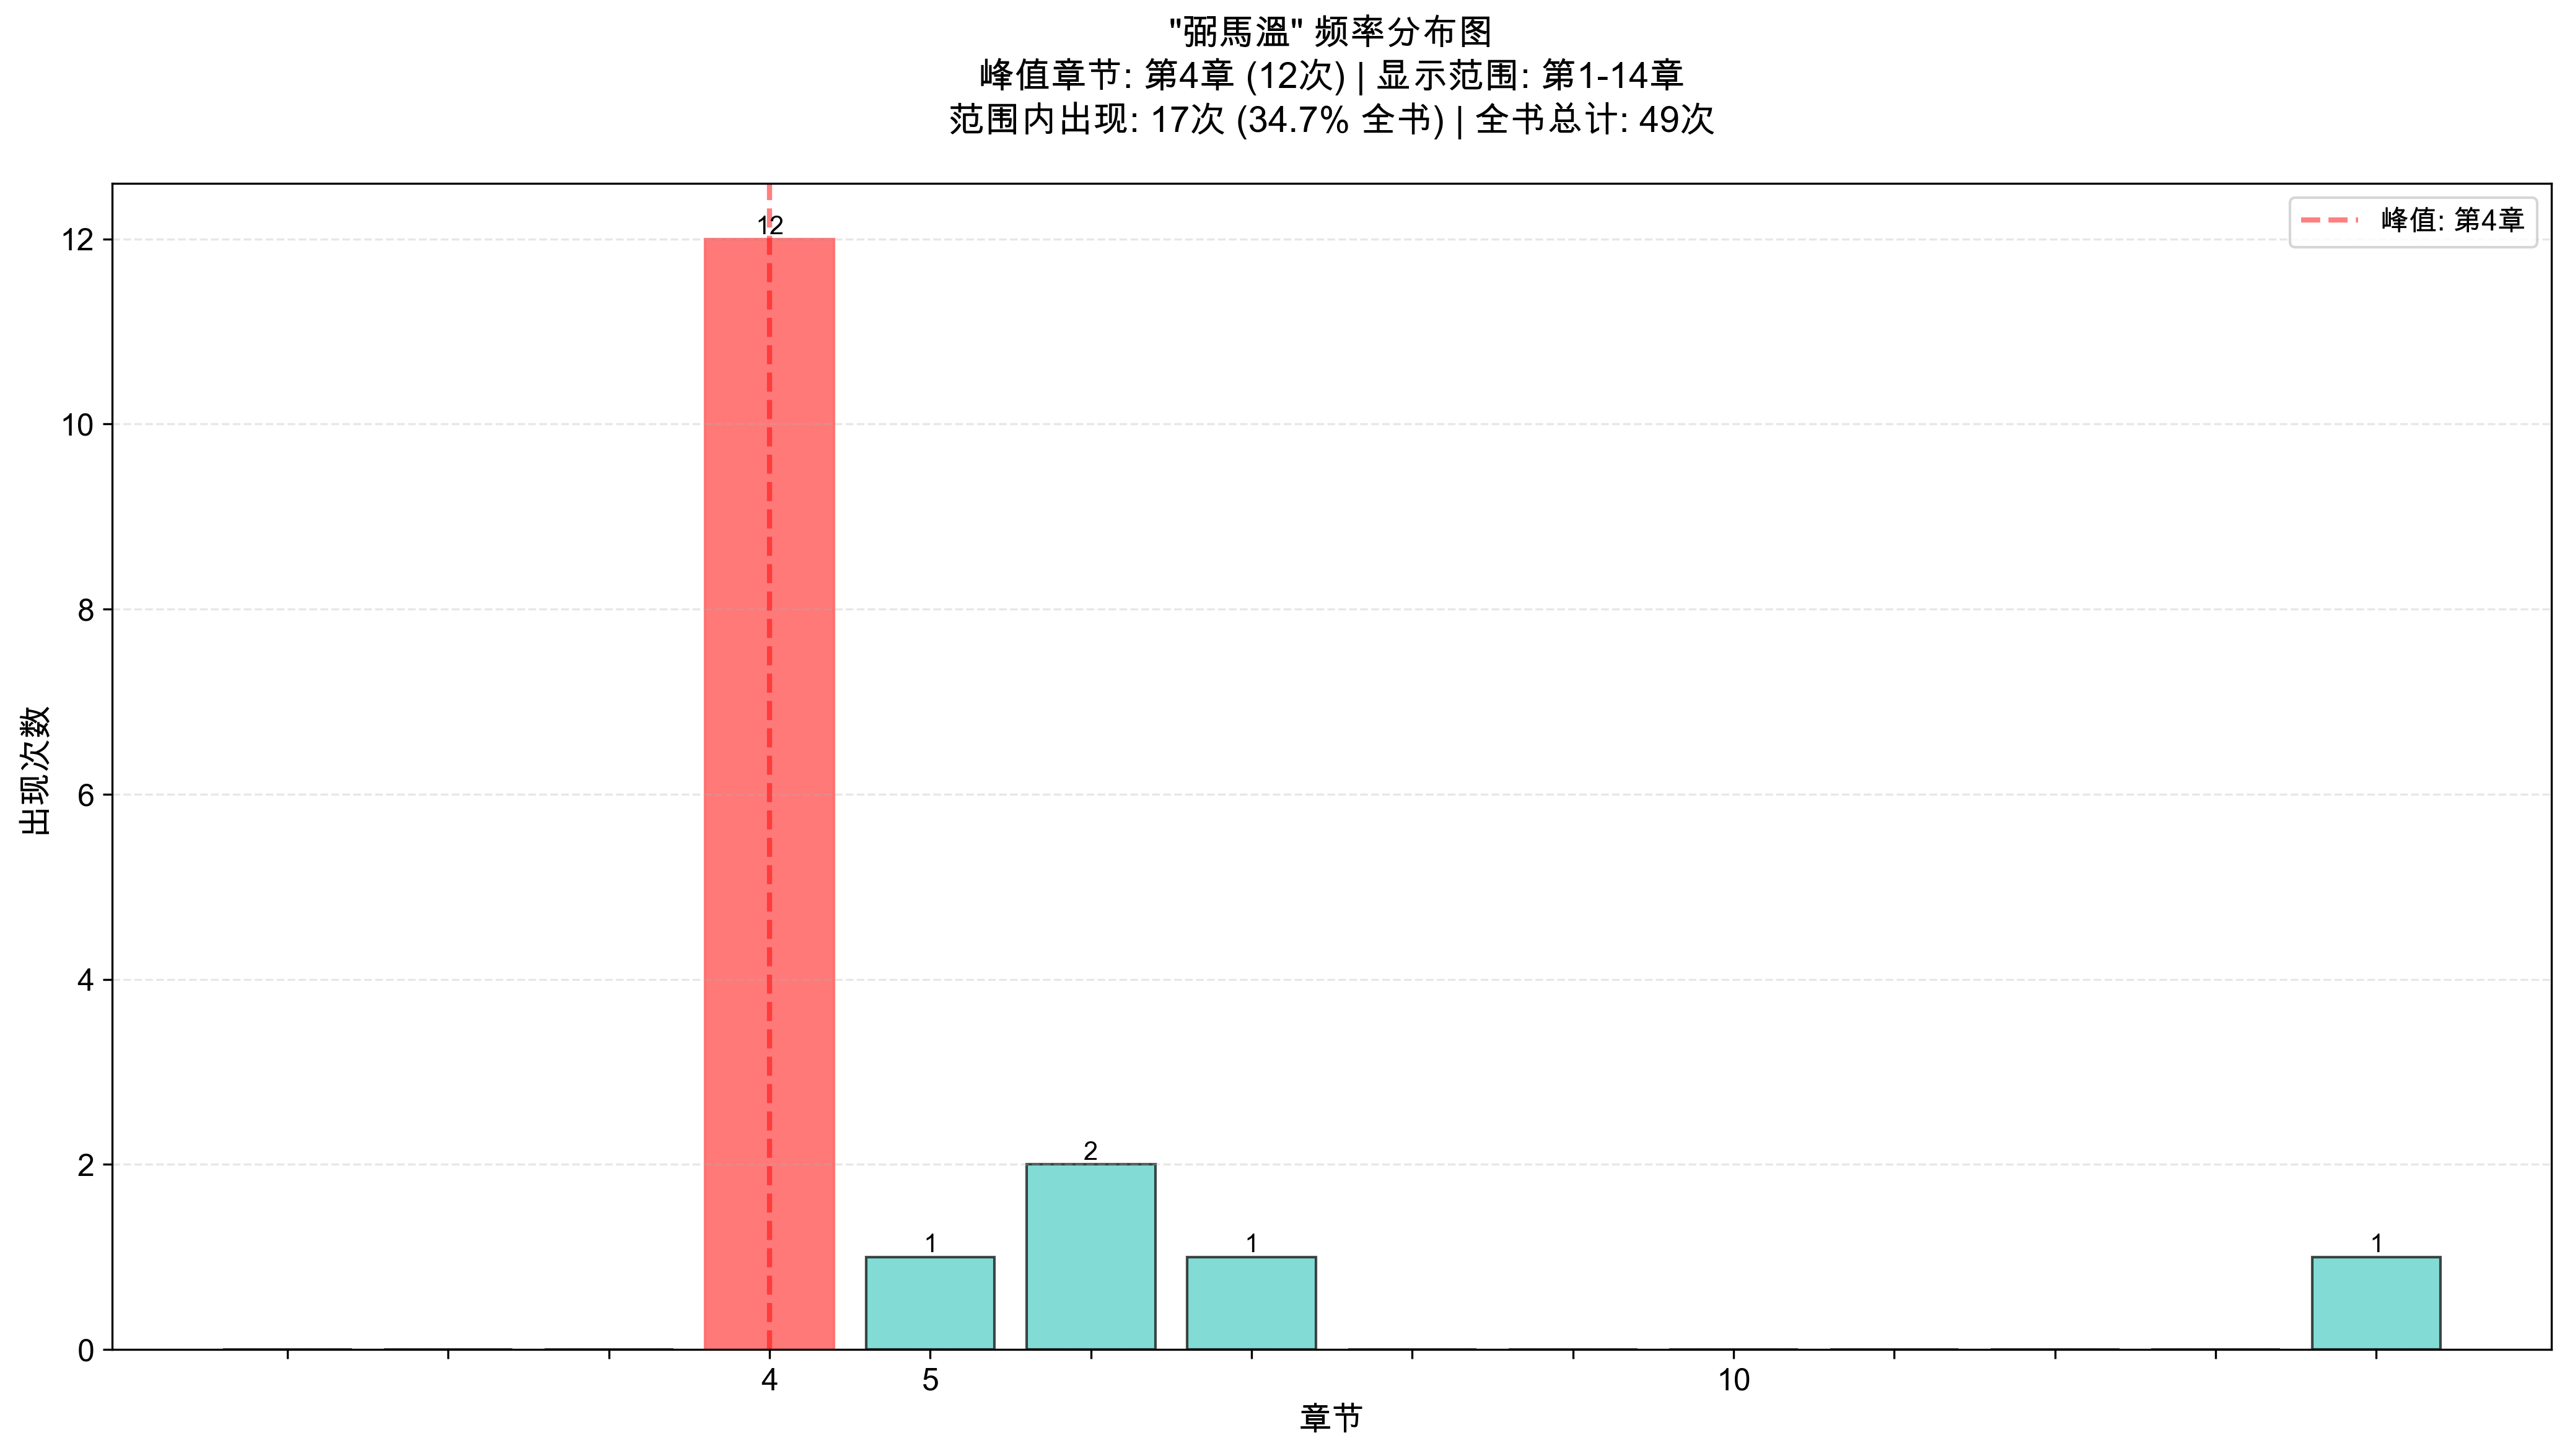 "弼馬溫" 频率分布图
峰值章节: 第4章 (12次) | 显示范围: 第1-14章
范围内出现: 17次 (34.7% 全书) | 全书总计: 49次
峰值: 第4章
出现次数
12
10
8
6
4
2
0
12
1
2
1
1
4
5
10
章节